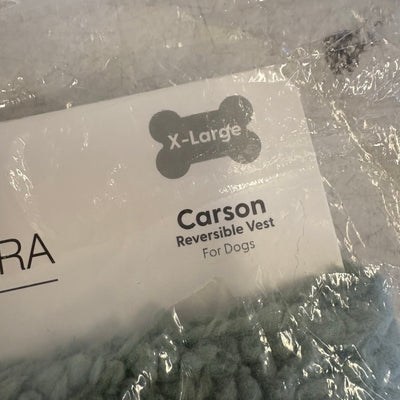 X-Large
Carson
Reversible Vest
For Dogs
RA